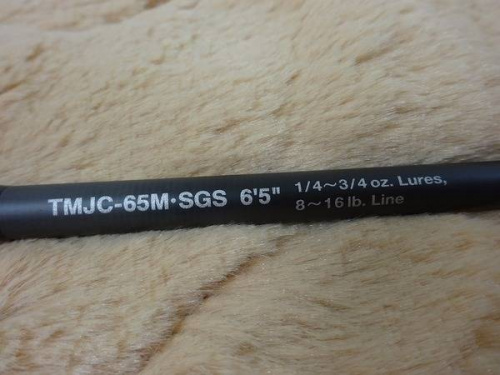 TMJC-65M•SGS 6'5" 1/4~3/4 oz. Lures,
8~16 lb. Line